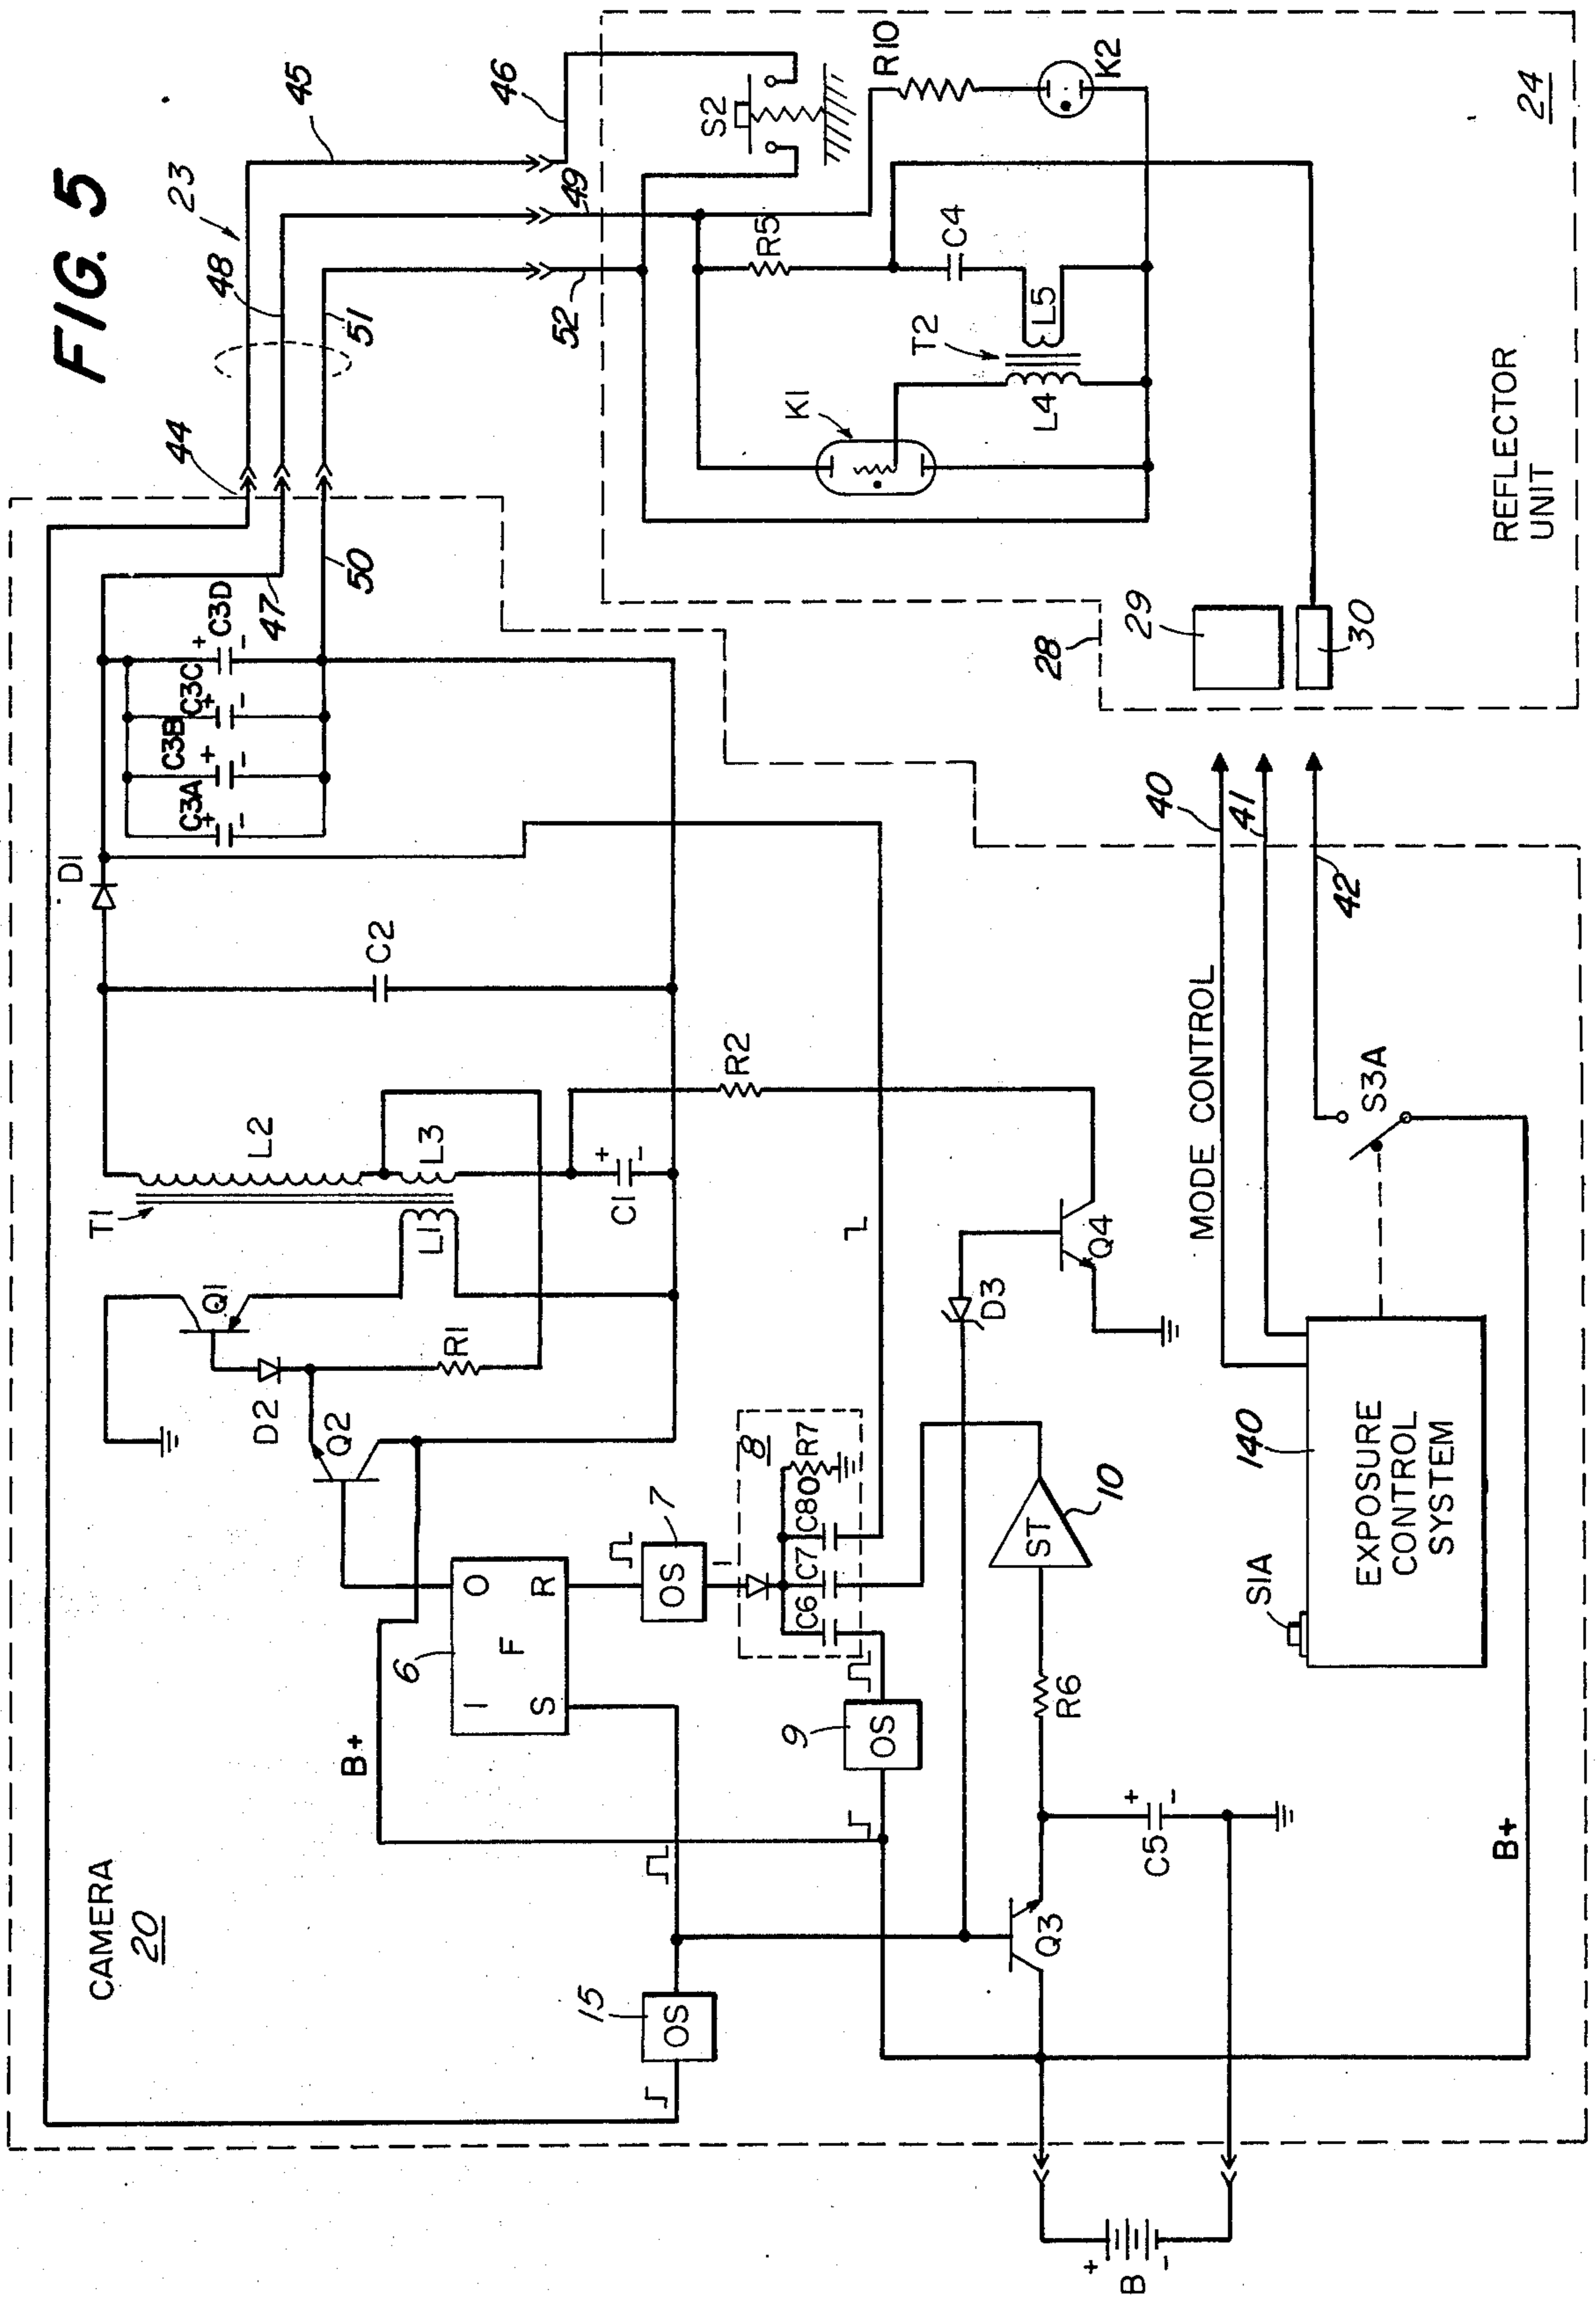 FIG. 5
CAMERA
20
REFLECTOR
UNIT
24
23
44
45
46
47
48
49
50
51
52
28
29
30
40
41
42
MODE CONTROL
S3A
140
EXPOSURE
CONTROL
SYSTEM
S1A
B+
B+
B
+
-
C5
+
-
Q3
R6
ST
10
D3
Q4
R2
15
OS
9
OS
7
OS
8
C6
C7
C80
R7
1
6
I
O
F
S
R
Q2
D2
Q1
R1
T1
L1
L2
L3
C1
+
-
C2
D1
C3A
+
-
C3B
+
-
C3C
+
-
C3D
+
-
S2
R10
K2
R5
C4
L5
T2
L4
K1